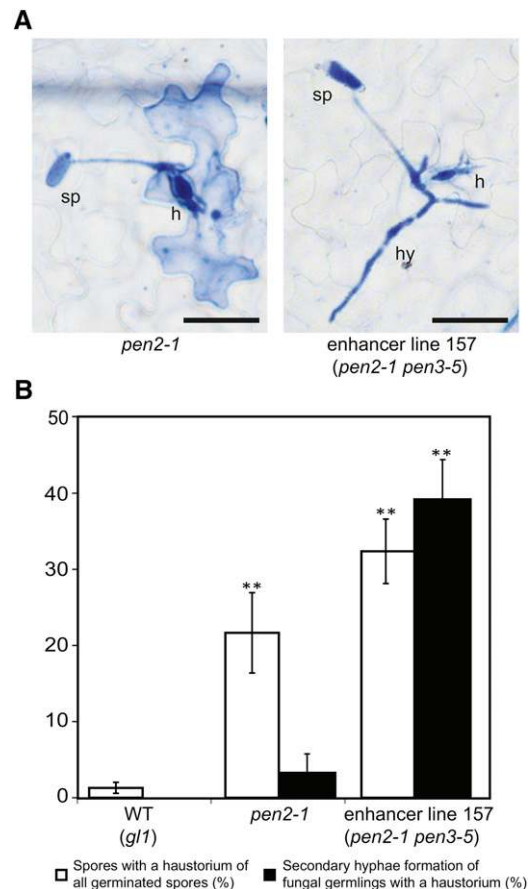 A
sp
h
sp
h
hy
pen2-1
enhancer line 157
(pen2-1 pen3-5)
B
50
40
30
20
10
0
**
**
**
WT
(gl1)
pen2-1
enhancer line 157
(pen2-1 pen3-5)
Spores with a haustorium of
all germinated spores (%)
Secondary hyphae formation of
fungal germlings with a haustorium (%)